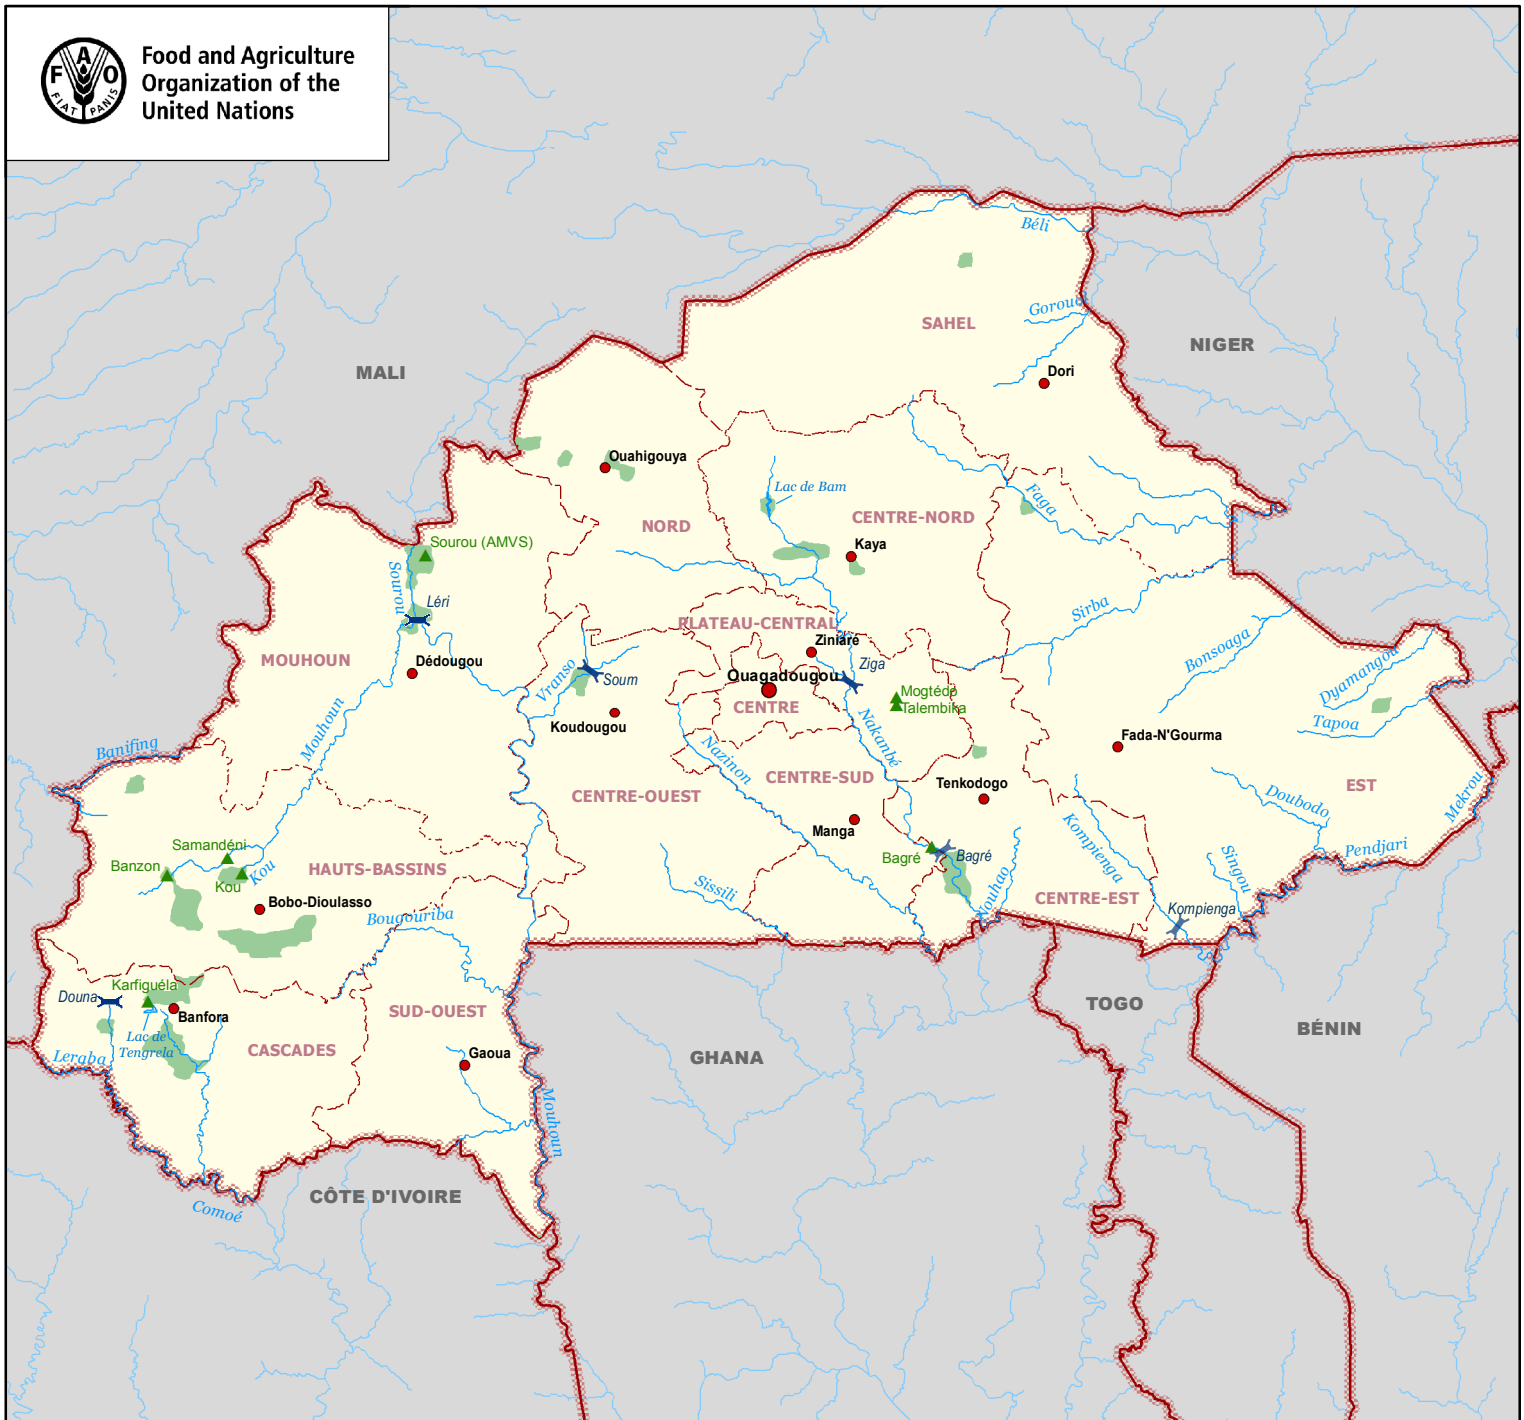 FAO
FIAT PANIS
Food and Agriculture
Organization of the
United Nations
Béli
Gorouol
SAHEL
NIGER
MALI
Dori
Ouahigouya
Lac de Bam
Faga
CENTRE-NORD
NORD
Sourou (AMVS)
Kaya
Sourou
Léri
Sirba
PLATEAU-CENTRAL
Ziniaré
Bonsoaga
MOUHOUN
Dédougou
Vranso
Soum
Ouagadougou
Ziga
Dyamangou
Mogtédo
Talembika
CENTRE
Koudougou
Mouhoun
Banifing
Nazinon
Nakanbé
Tapoa
Fada-N'Gourma
CENTRE-SUD
Tenkodogo
EST
CENTRE-OUEST
Doubodo
Mekrou
Manga
Kompienga
Samandéni
Banzon
Kou
Kou
HAUTS-BASSINS
Bagré
Bagré
Singou
Pendjari
Sissili
Nouhao
CENTRE-EST
Bobo-Dioulasso
Bougouriba
Kompienga
Karfiguéla
Douna
Banfora
SUD-OUEST
TOGO
BÉNIN
Lac de
Tengrela
Leraba
CASCADES
Gaoua
GHANA
Mouhoun
CÔTE D'IVOIRE
Comoé